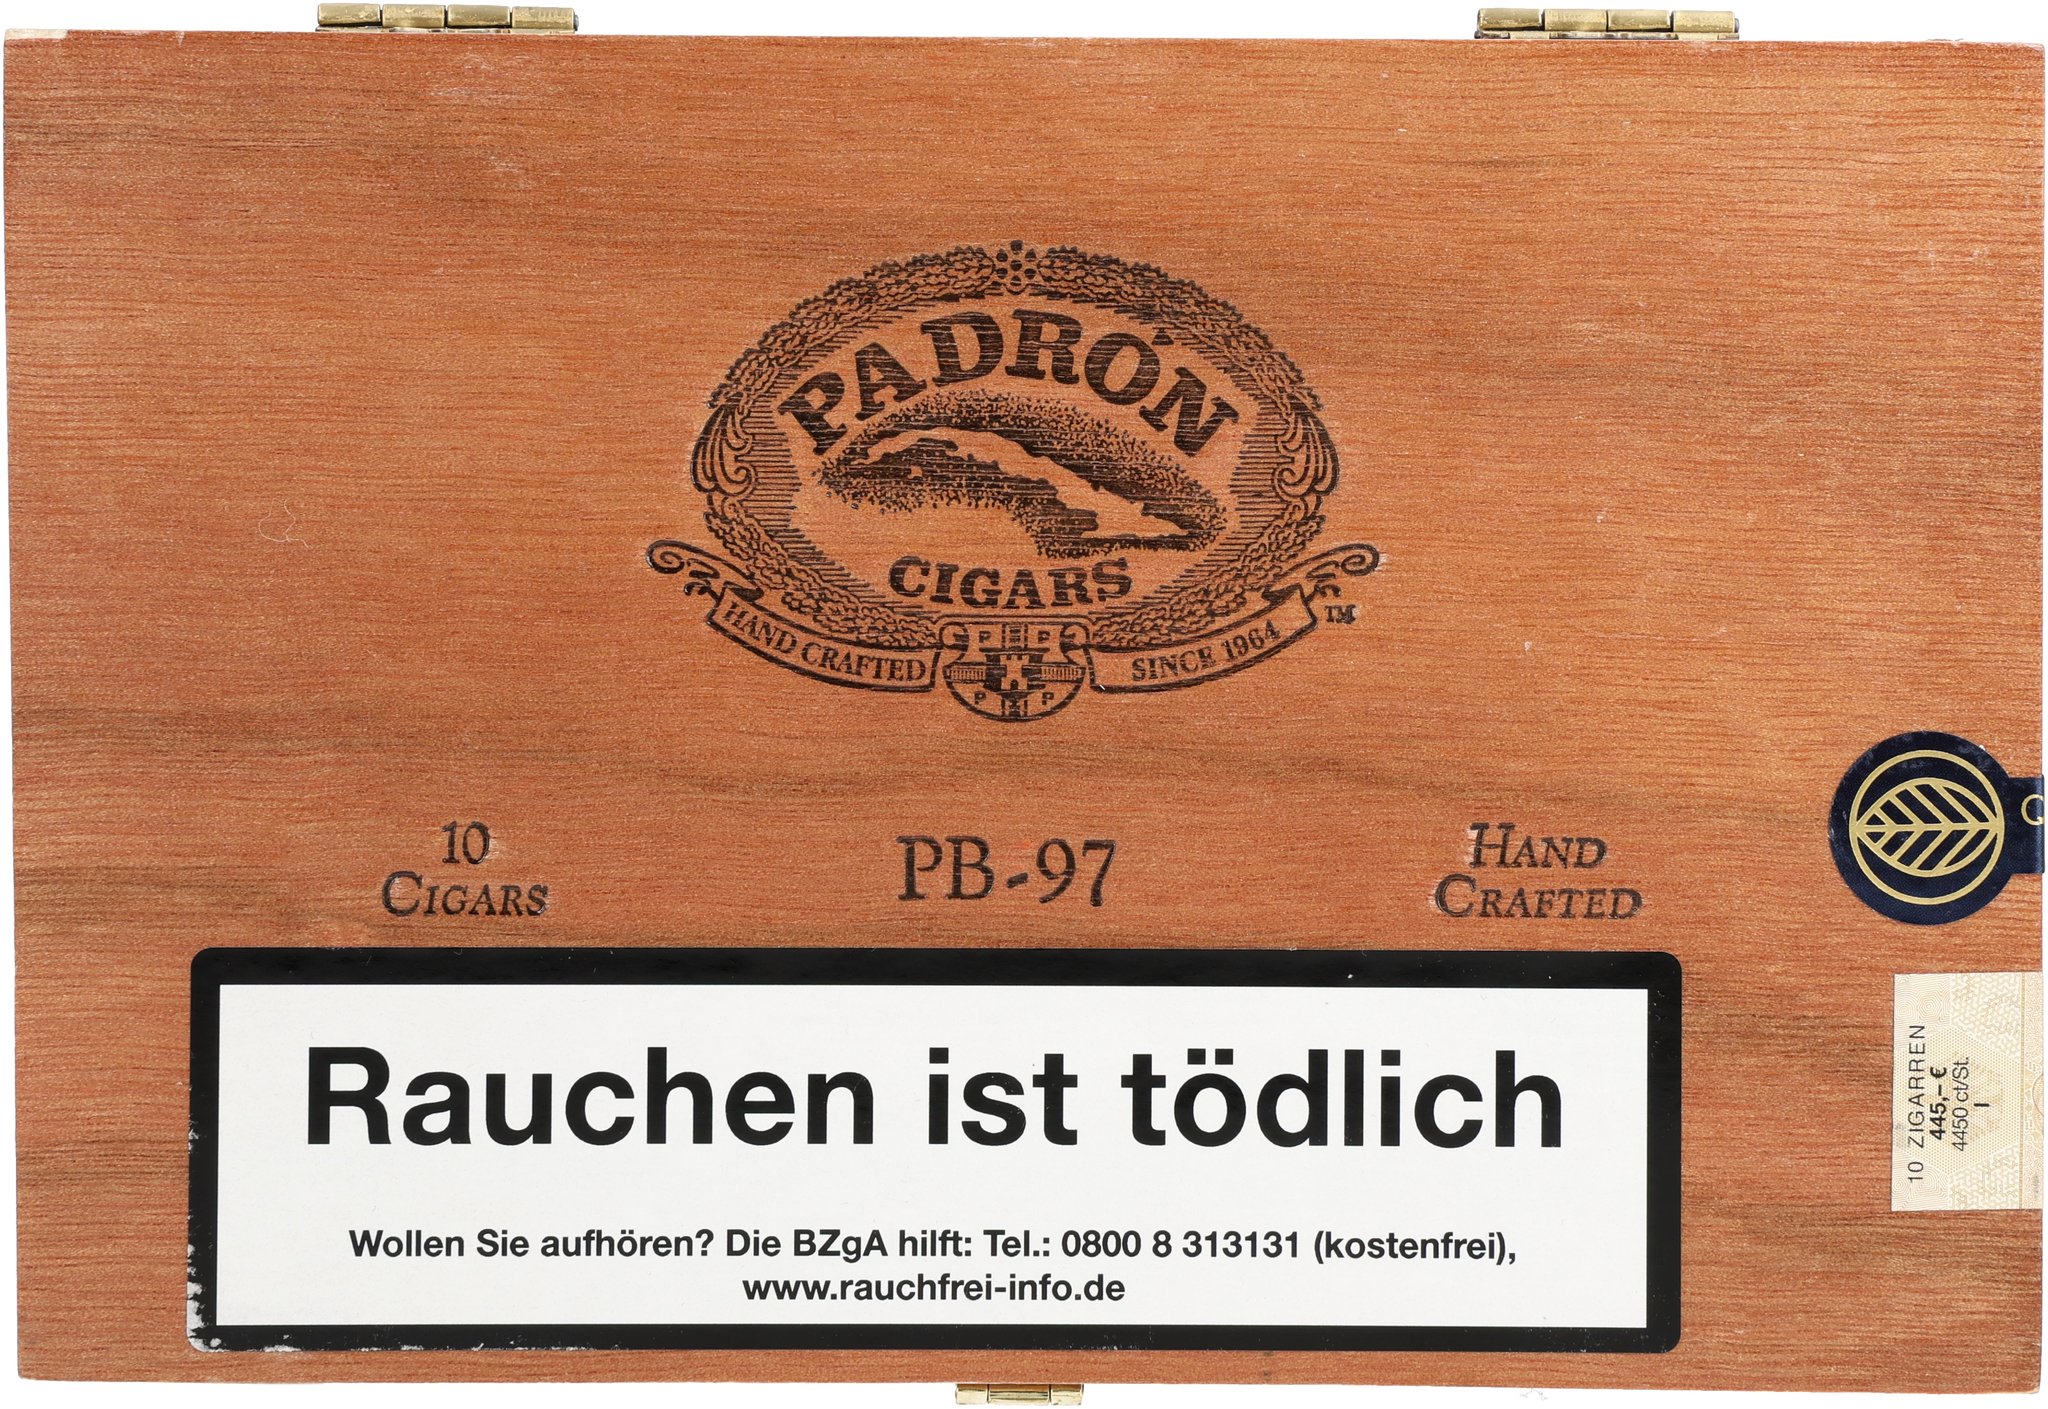 PADRÓN
CIGARS
HAND CRAFTED
SINCE 1964
TM
P P
P P
10
CIGARS
PB-97
HAND
CRAFTED
Rauchen ist tödlich
Wollen Sie aufhören? Die BZgA hilft: Tel.: 0800 8 313131 (kostenfrei),
www.rauchfrei-info.de
10 ZIGARREN
445,– €
4450 ct/St.
I